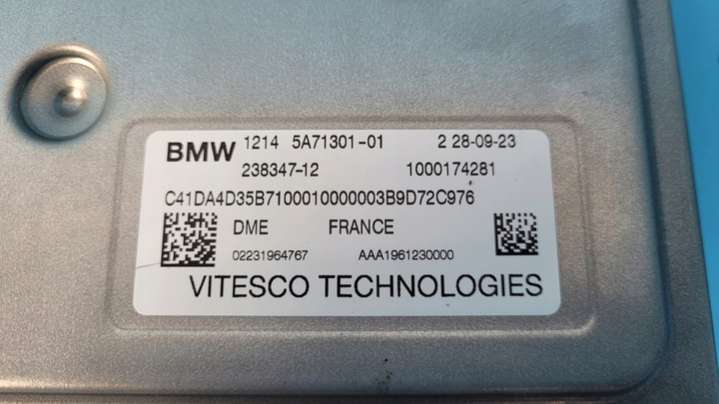 BMW 1214 5A71301-01 2 28-09-23
238347-12 1000174281
C41DA4D35B7100010000003B9D72C976
DME FRANCE
02231964767 AAA1961230000
VITESCO TECHNOLOGIES